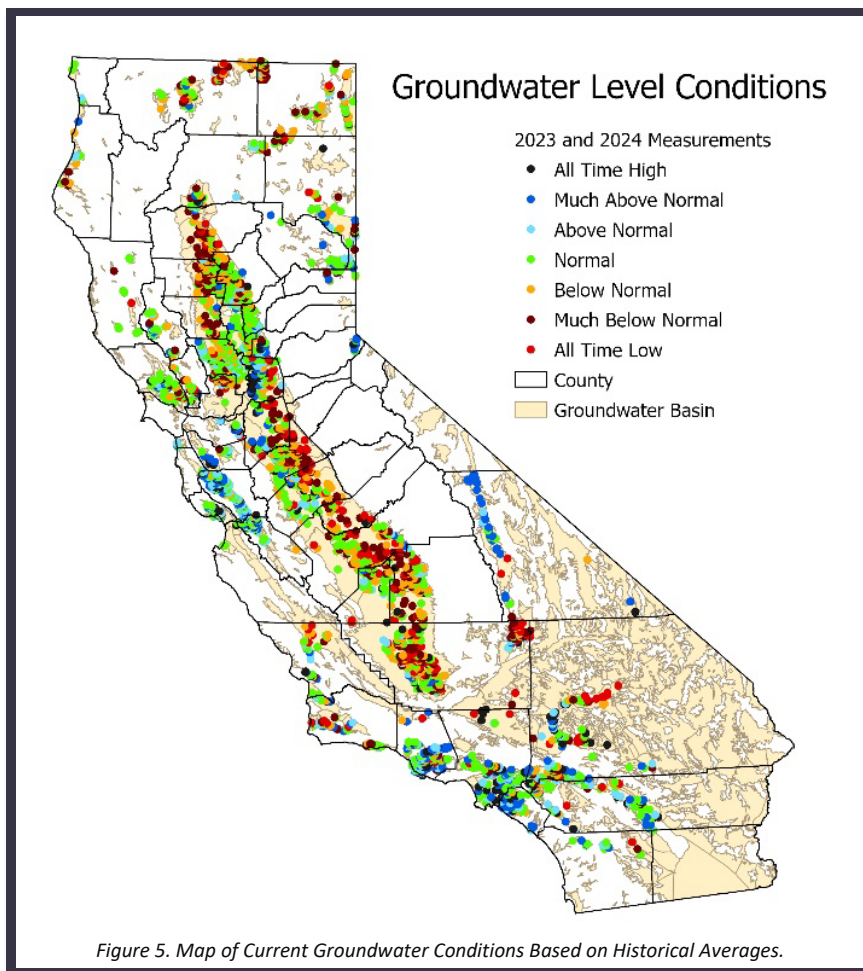 Groundwater Level Conditions
2023 and 2024 Measurements
All Time High
Much Above Normal
Above Normal
Normal
Below Normal
Much Below Normal
All Time Low
County
Groundwater Basin
Figure 5. Map of Current Groundwater Conditions Based on Historical Averages.